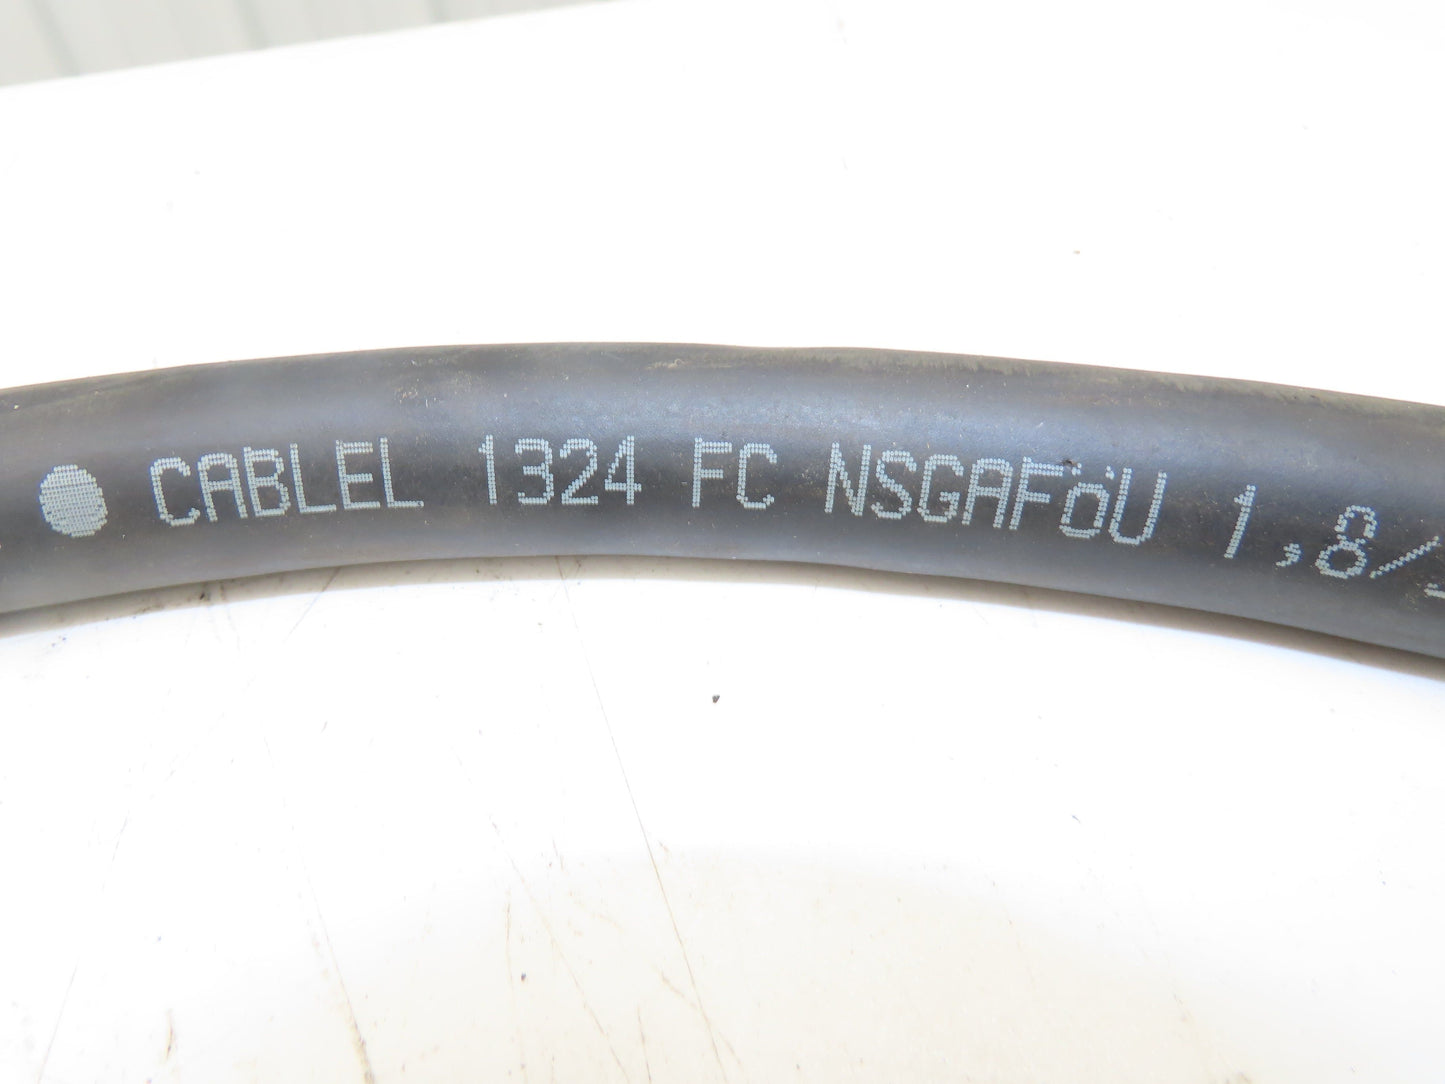 CABLEL 1324 FC NSGAFöU 1,8/